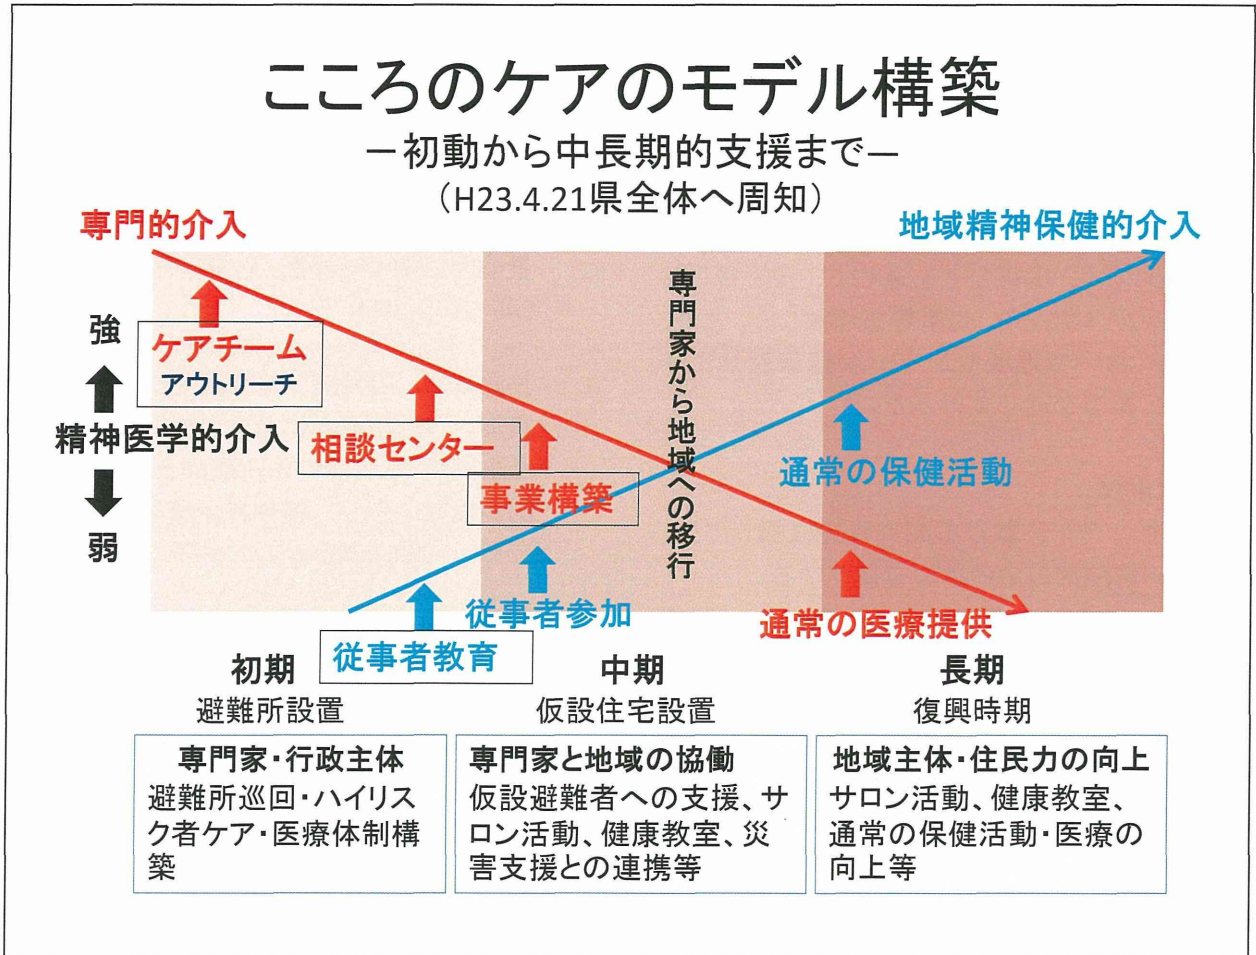 こころのケアのモデル構築
－初動から中長期的支援まで－
(H23.4.21県全体へ周知)
専門的介入
地域精神保健的介入
強
精神医学的介入
弱
ケアチーム
アウトリーチ
相談センター
事業構築
専門家から地域への移行
通常の保健活動
従事者参加
従事者教育
通常の医療提供
初期
避難所設置
中期
仮設住宅設置
長期
復興時期
専門家・行政主体
避難所巡回・ハイリス
ク者ケア・医療体制構
築
専門家と地域の協働
仮設避難者への支援、サ
ロン活動、健康教室、災
害支援との連携等
地域主体・住民力の向上
サロン活動、健康教室、
通常の保健活動・医療の
向上等